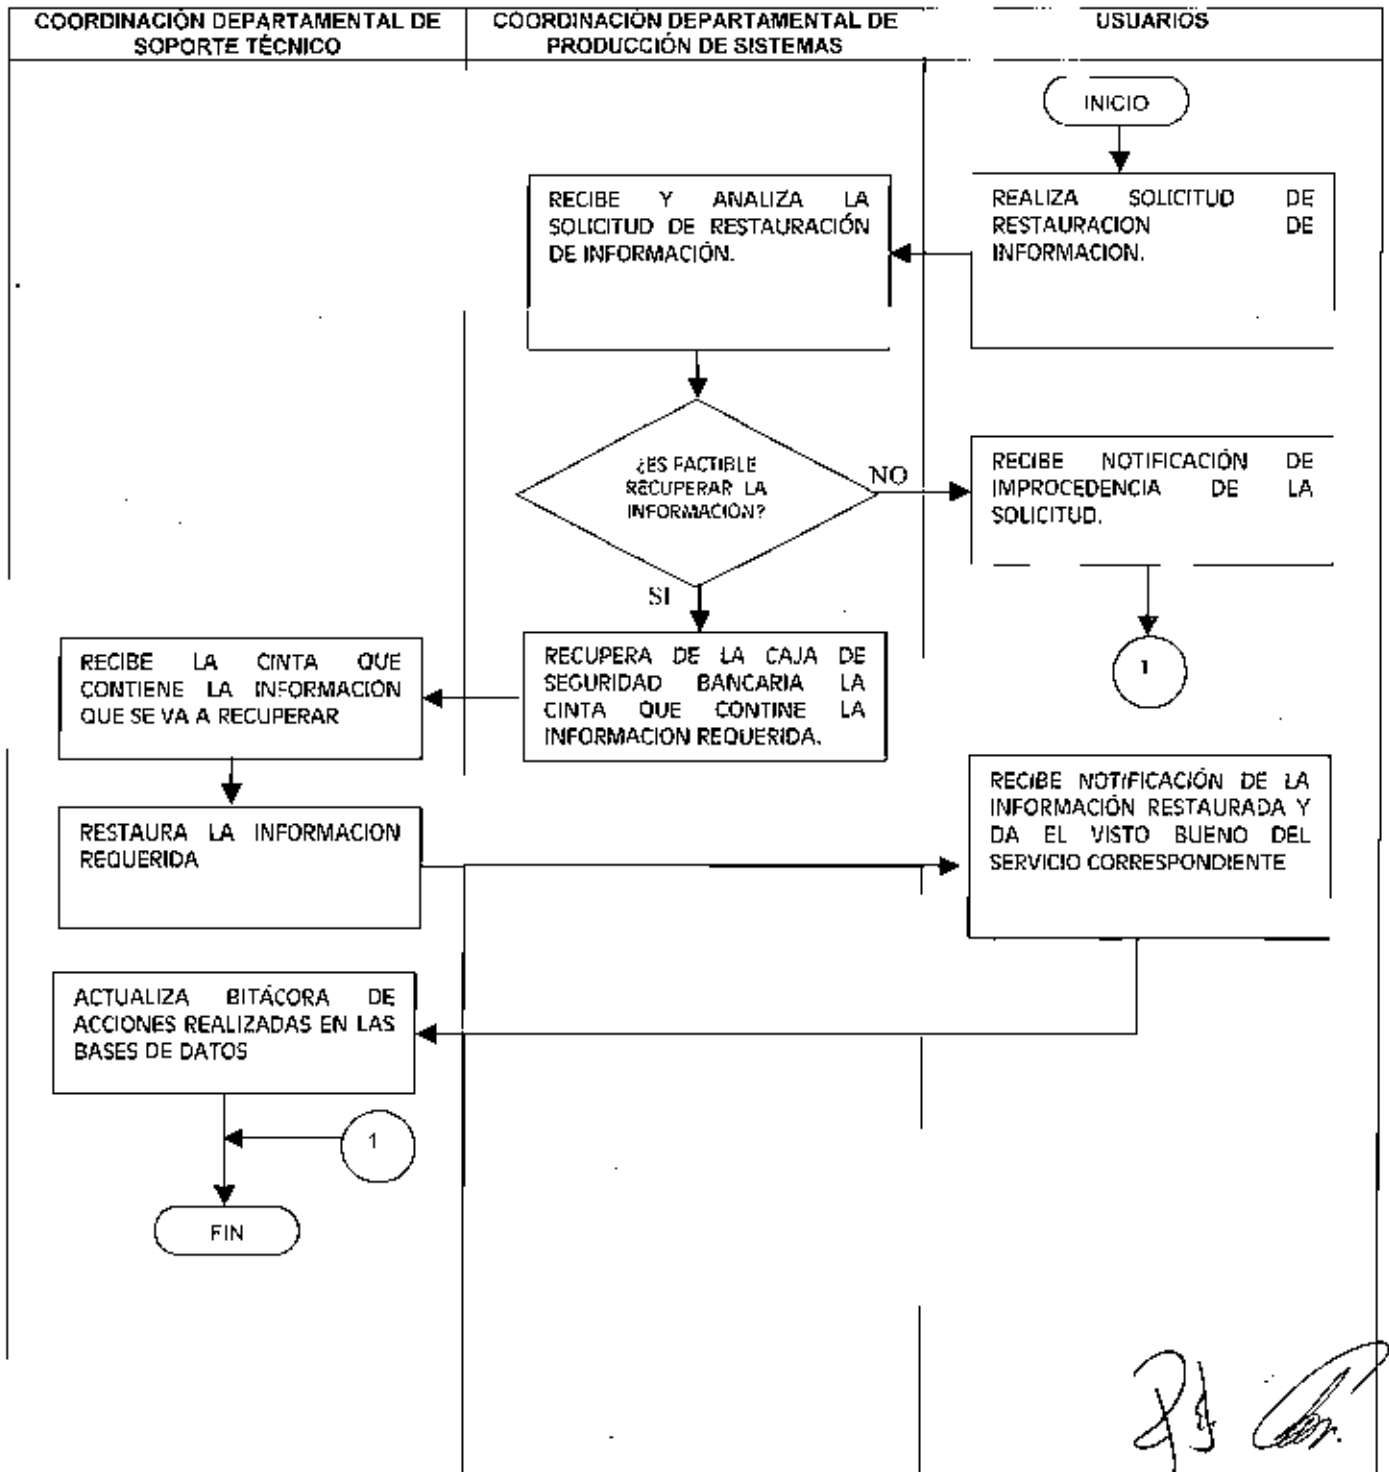 COORDINACIÓN DEPARTAMENTAL DE
SOPORTE TÉCNICO
COORDINACIÓN DEPARTAMENTAL DE
PRODUCCIÓN DE SISTEMAS
USUARIOS
INICIO
REALIZA SOLICITUD DE
RESTAURACION DE
INFORMACION.
RECIBE Y ANALIZA LA
SOLICITUD DE RESTAURACIÓN
DE INFORMACIÓN.
¿ES FACTIBLE
RECUPERAR LA
INFORMACION?
NO
RECIBE NOTIFICACIÓN DE
IMPROCEDENCIA DE LA
SOLICITUD.
1
SI
RECUPERA DE LA CAJA DE
SEGURIDAD BANCARIA LA
CINTA QUE CONTINE LA
INFORMACION REQUERIDA.
RECIBE LA CINTA QUE
CONTIENE LA INFORMACIÓN
QUE SE VA A RECUPERAR
RESTAURA LA INFORMACION
REQUERIDA
RECIBE NOTIFICACIÓN DE LA
INFORMACIÓN RESTAURADA Y
DA EL VISTO BUENO DEL
SERVICIO CORRESPONDIENTE
ACTUALIZA BITÁCORA DE
ACCIONES REALIZADAS EN LAS
BASES DE DATOS
1
FIN